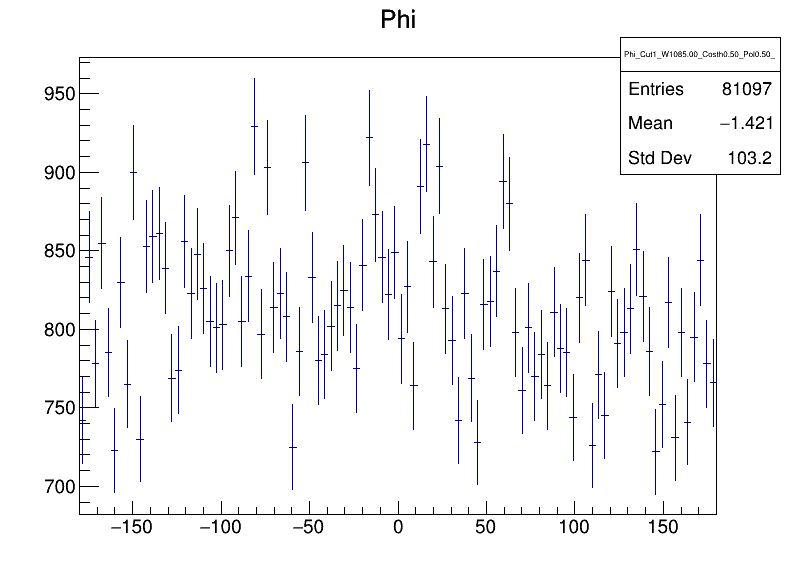 Phi
Phi_Cut1_W1085.00_Costh0.50_Pol0.50_
Entries 81097
Mean −1.421
Std Dev 103.2
950
900
850
800
750
700
−150 −100 −50 0 50 100 150